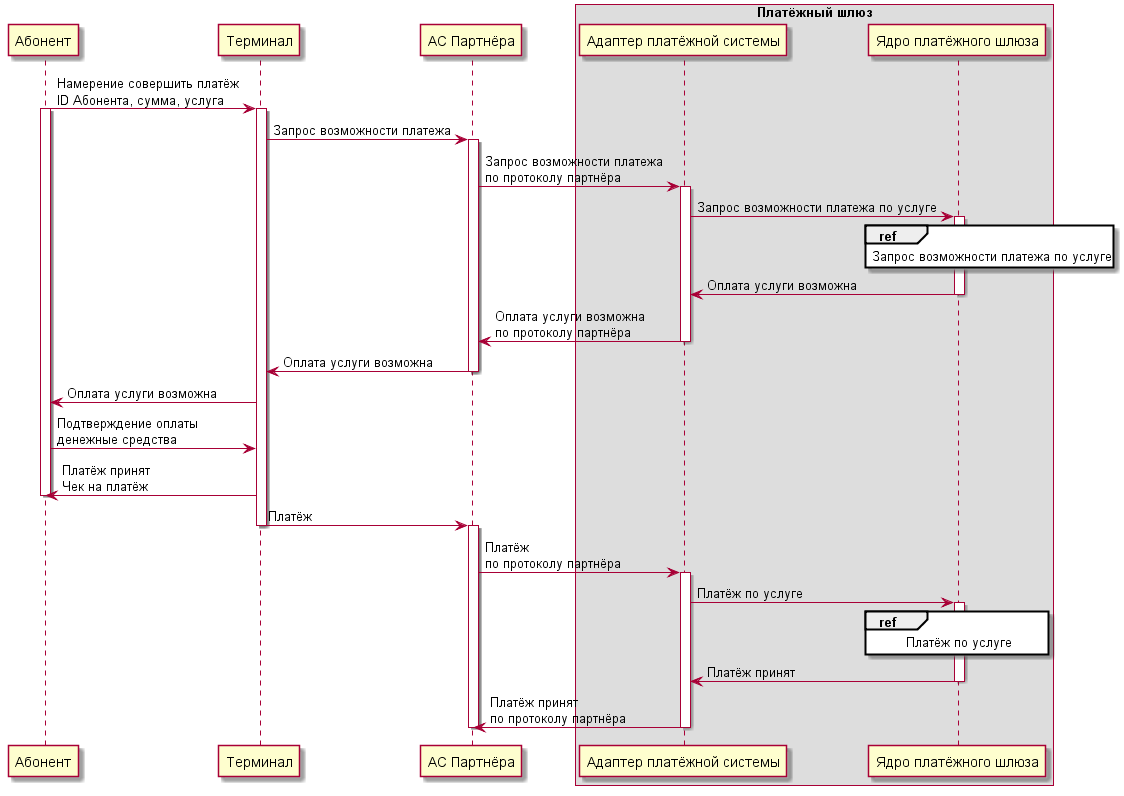 Платёжный шлюз
Абонент
Терминал
АС Партнёра
Адаптер платёжной системы
Ядро платёжного шлюза
Намерение совершить платёж
ID Абонента, сумма, услуга
Запрос возможности платежа
Запрос возможности платежа
по протоколу партнёра
Запрос возможности платежа по услуге
ref
Запрос возможности платежа по услуге
Оплата услуги возможна
Оплата услуги возможна
по протоколу партнёра
Оплата услуги возможна
Оплата услуги возможна
Подтверждение оплаты
денежные средства
Платёж принят
Чек на платёж
Платёж
Платёж
по протоколу партнёра
Платёж по услуге
ref
Платёж по услуге
Платёж принят
Платёж принят
по протоколу партнёра
Абонент
Терминал
АС Партнёра
Адаптер платёжной системы
Ядро платёжного шлюза